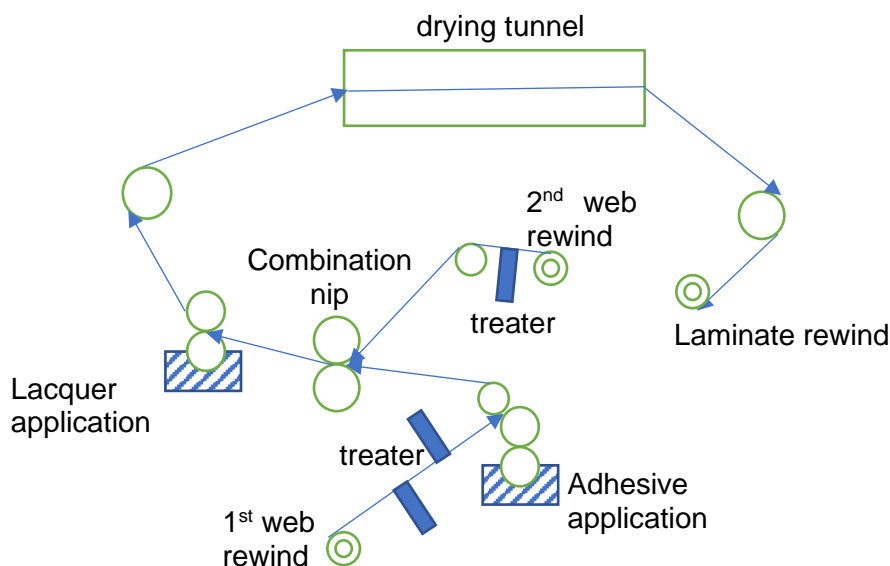 drying tunnel
2nd web
rewind
Combination
nip
treater
Laminate rewind
Lacquer
application
treater
Adhesive
application
1st web
rewind